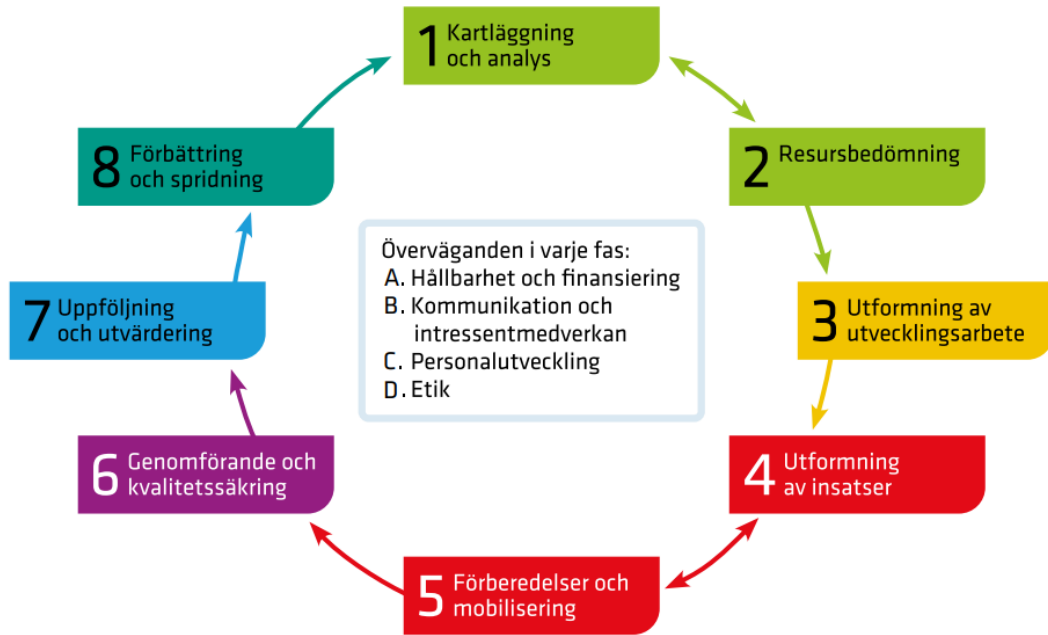 1 Kartläggning
och analys
2 Resursbedömning
3 Utformning av
utvecklingsarbete
4 Utformning
av insatser
5 Förberedelser och
mobilisering
6 Genomförande och
kvalitetssäkring
7 Uppföljning
och utvärdering
8 Förbättring
och spridning
Överväganden i varje fas:
A. Hållbarhet och finansiering
B. Kommunikation och
intressentmedverkan
C. Personalutveckling
D. Etik